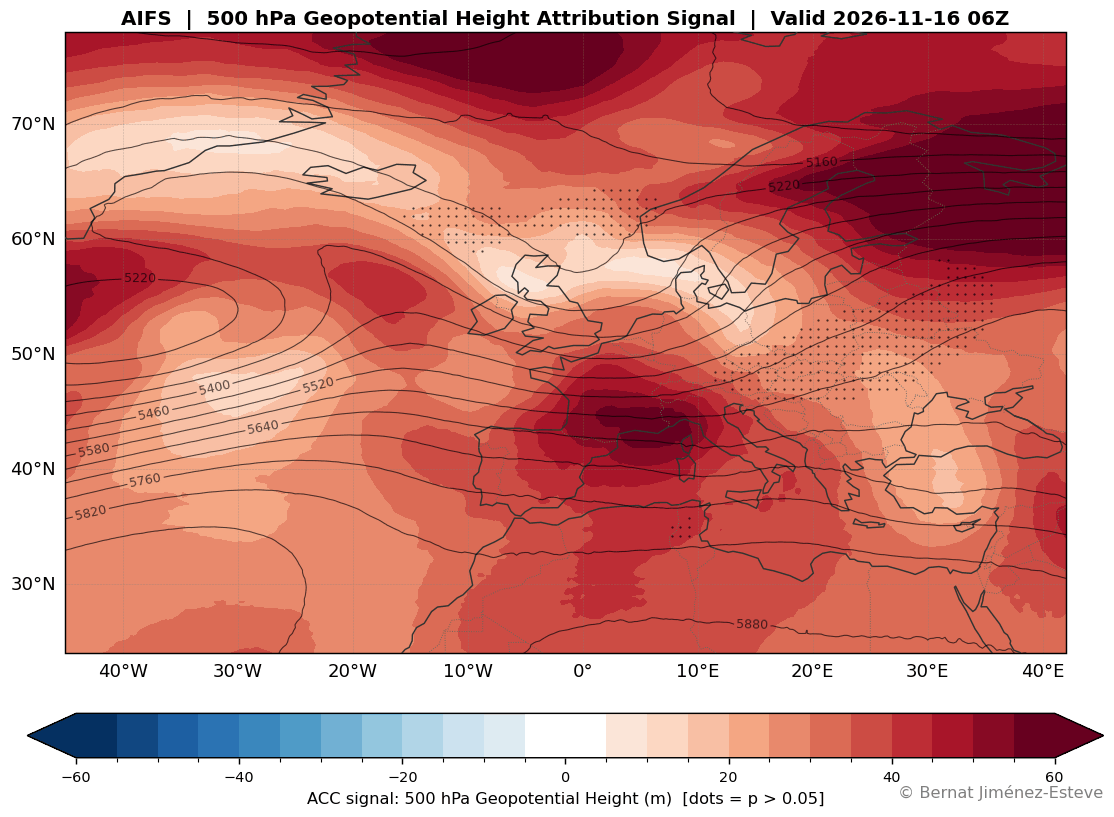 AIFS | 500 hPa Geopotential Height Attribution Signal | Valid 2026-11-16 06Z
70°N
60°N
50°N
40°N
30°N
5160
5220
5220
5400
5520
5460
5640
5580
5760
5820
5880
40°W 30°W 20°W 10°W 0° 10°E 20°E 30°E 40°E
−60 −40 −20 0 20 40 60
ACC signal: 500 hPa Geopotential Height (m) [dots = p > 0.05]
© Bernat Jiménez-Esteve